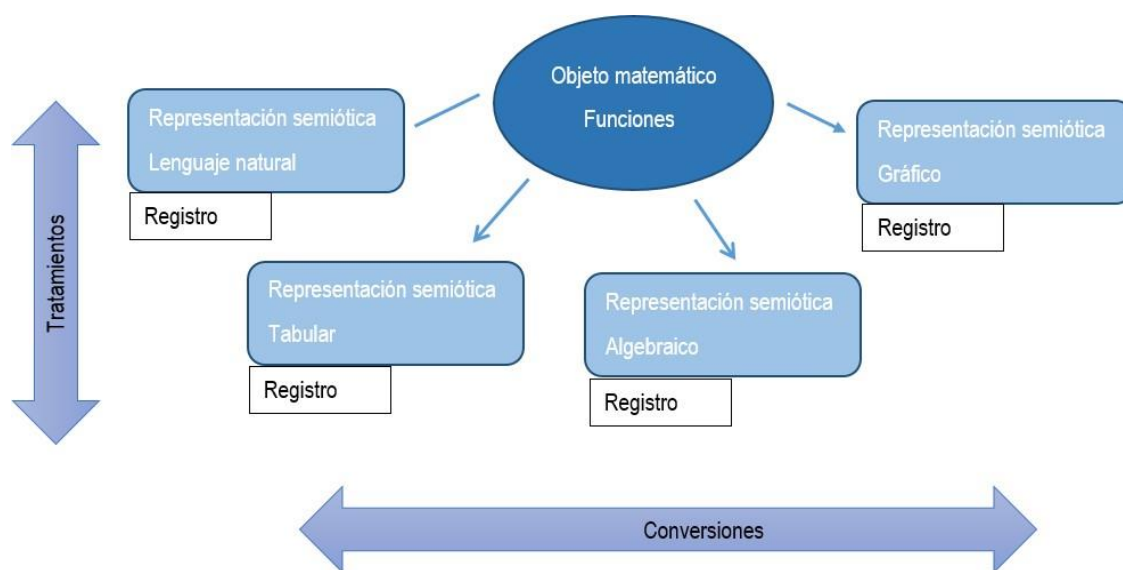 Objeto matemático
Funciones
Representación semiótica
Lenguaje natural
Registro
Representación semiótica
Gráfico
Registro
Representación semiótica
Tabular
Registro
Representación semiótica
Algebraico
Registro
Tratamientos
Conversiones